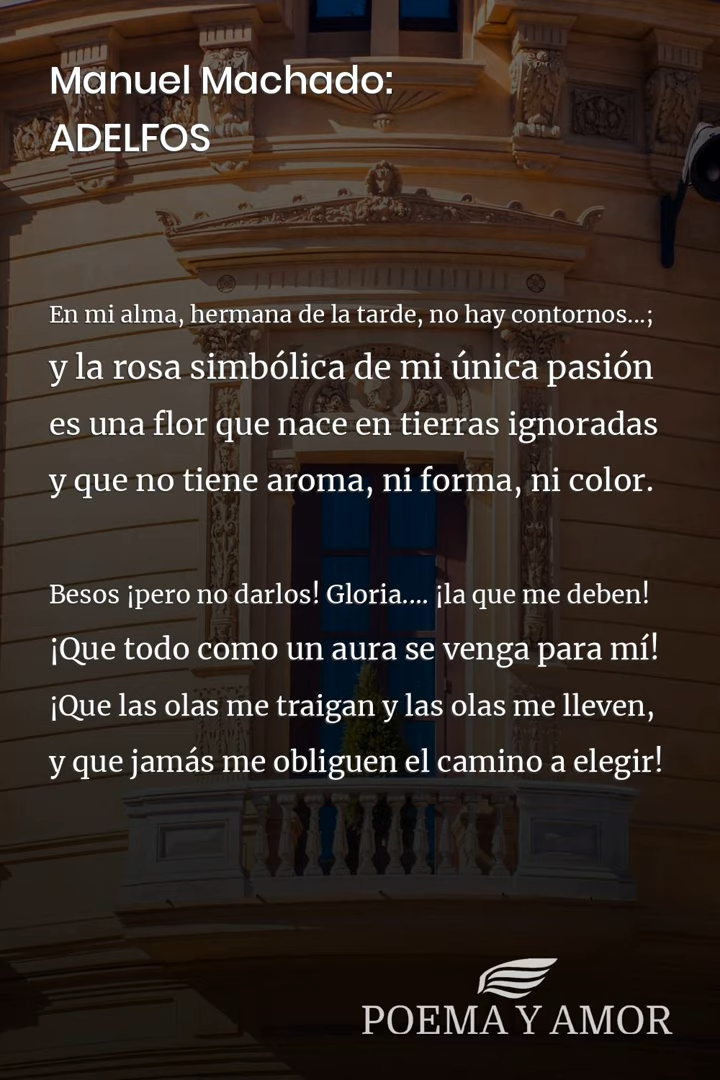 Manuel Machado:
ADELFOS
En mi alma, hermana de la tarde, no hay contornos...;
y la rosa simbólica de mi única pasión
es una flor que nace en tierras ignoradas
y que no tiene aroma, ni forma, ni color.
Besos ¡pero no darlos! Gloria.... ¡la que me deben!
¡Que todo como un aura se venga para mí!
¡Que las olas me traigan y las olas me lleven,
y que jamás me obliguen el camino a elegir!
POEMA Y AMOR